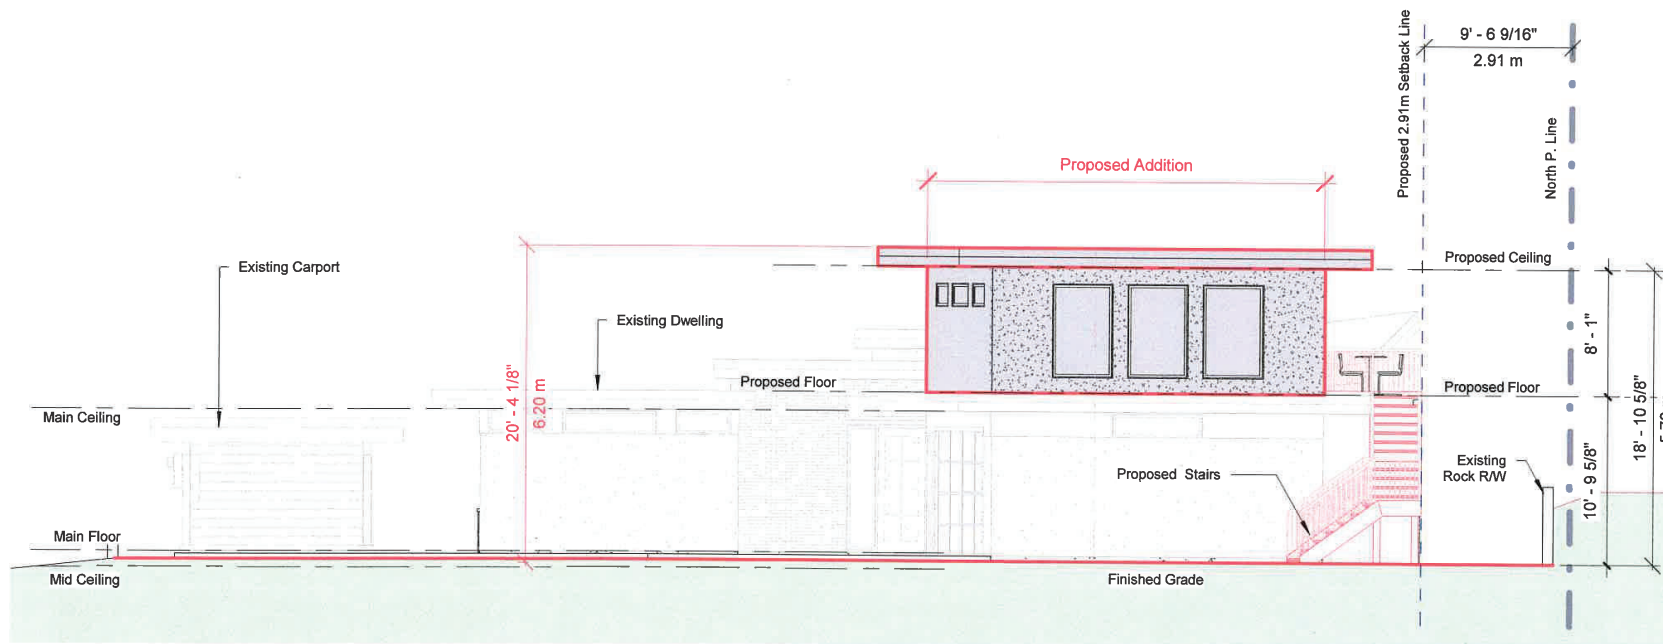 9' - 6 9/16"
2.91 m
Proposed 2.91m Setback Line
North P. Line
Proposed Addition
Proposed Ceiling
Existing Carport
Existing Dwelling
20' - 4 1/8"
6.20 m
8' - 1"
Proposed Floor
Proposed Floor
Main Ceiling
18' - 10 5/8"
10' - 9 5/8"
Existing
Rock R/W
Proposed Stairs
Main Floor
Mid Ceiling
Finished Grade